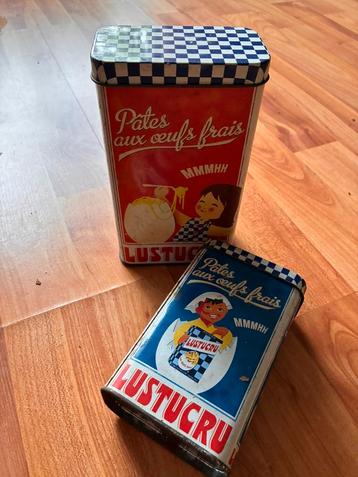 Pâtes
aux œufs frais
MMMHH
LUSTUCRU
Pâtes
aux œufs frais
MMMHH
LUSTUCRU
LUSTUCRU